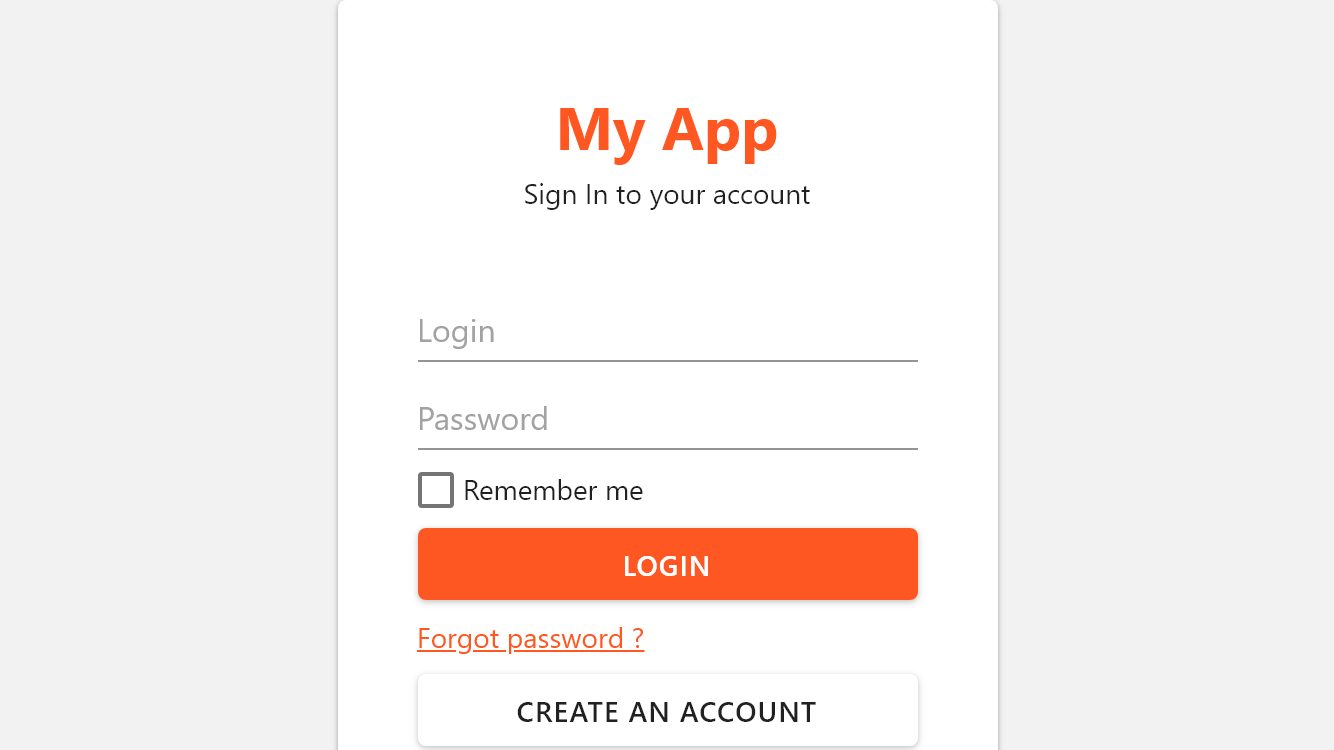 My App
Sign In to your account
Login
Password
Remember me
LOGIN
Forgot password ?
CREATE AN ACCOUNT